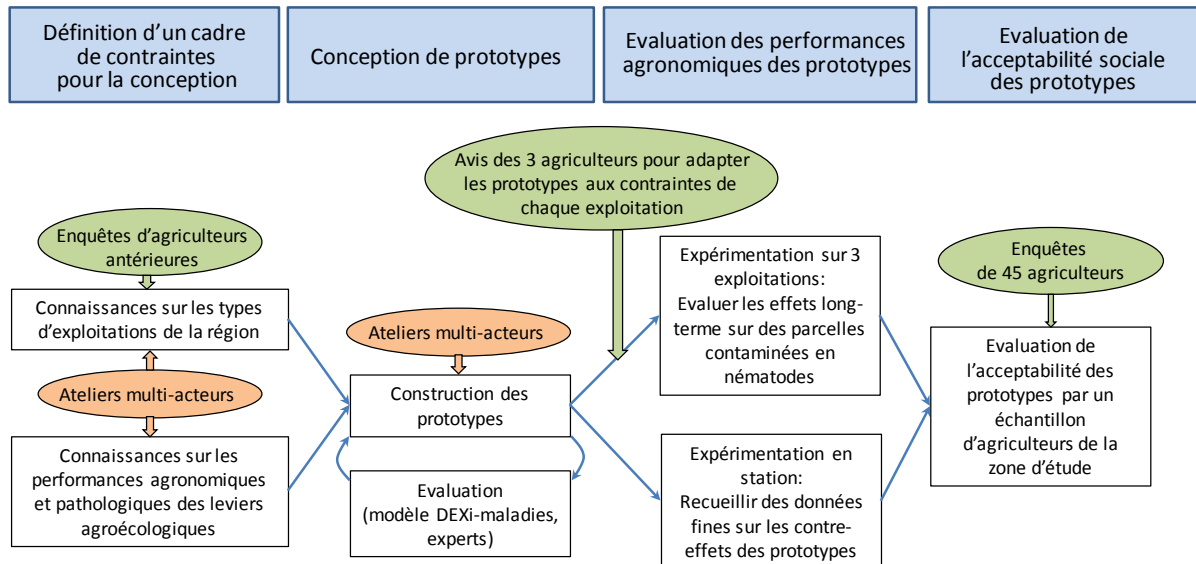 Définition d'un cadre
de contraintes
pour la conception
Conception de prototypes
Evaluation des performances
agronomiques des prototypes
Evaluation de
l'acceptabilité sociale
des prototypes
Avis des 3 agriculteurs pour adapter
les prototypes aux contraintes de
chaque exploitation
Enquêtes d'agriculteurs
antérieures
Connaissances sur les types
d'exploitations de la région
Ateliers multi-acteurs
Connaissances sur les
performances agronomiques
et pathologiques des leviers
agroécologiques
Ateliers multi-acteurs
Construction des
prototypes
Evaluation
(modèle DEXi-maladies,
experts)
Expérimentation sur 3
exploitations:
Evaluer les effets long-
terme sur des parcelles
contaminées en
nématodes
Expérimentation en
station:
Recueillir des données
fines sur les contre-
effets des prototypes
Enquêtes
de 45 agriculteurs
Evaluation de
l'acceptabilité des
prototypes par un
échantillon
d'agriculteurs de la
zone d'étude